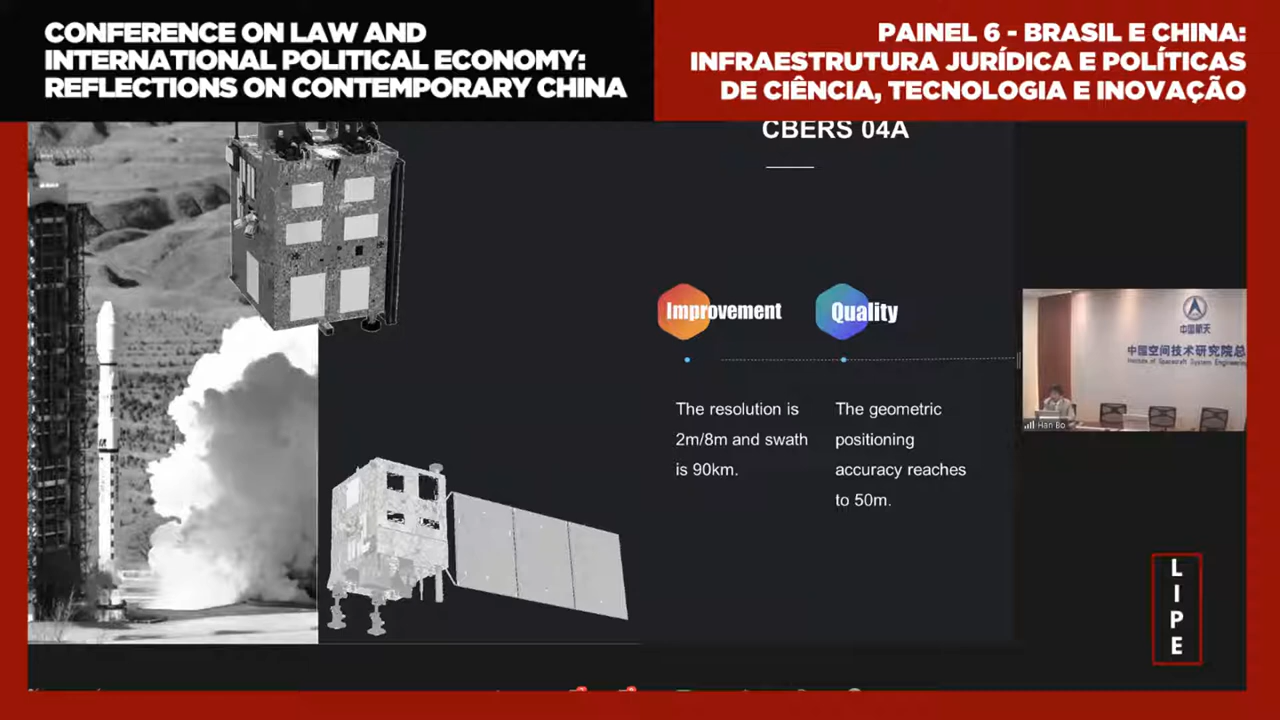 CONFERENCE ON LAW AND
INTERNATIONAL POLITICAL ECONOMY:
REFLECTIONS ON CONTEMPORARY CHINA
PAINEL 6 - BRASIL E CHINA:
INFRAESTRUTURA JURÍDICA E POLÍTICAS
DE CIÊNCIA, TECNOLOGIA E INOVAÇÃO
CBERS 04A
Improvement
Quality
The resolution is
2m/8m and swath
is 90km.
The geometric
positioning
accuracy reaches
to 50m.
中国航天
中国空间技术研究院总
Institute of Spacecraft System Engineering
Han Bo
LIPE